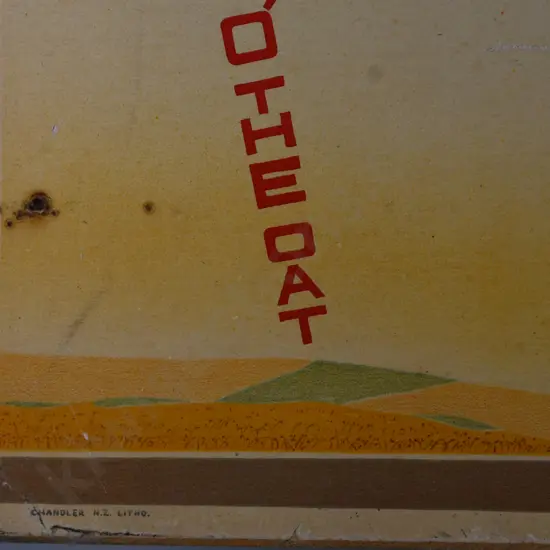 O
THE
OAT
CHANDLER N.Z. LITHO.